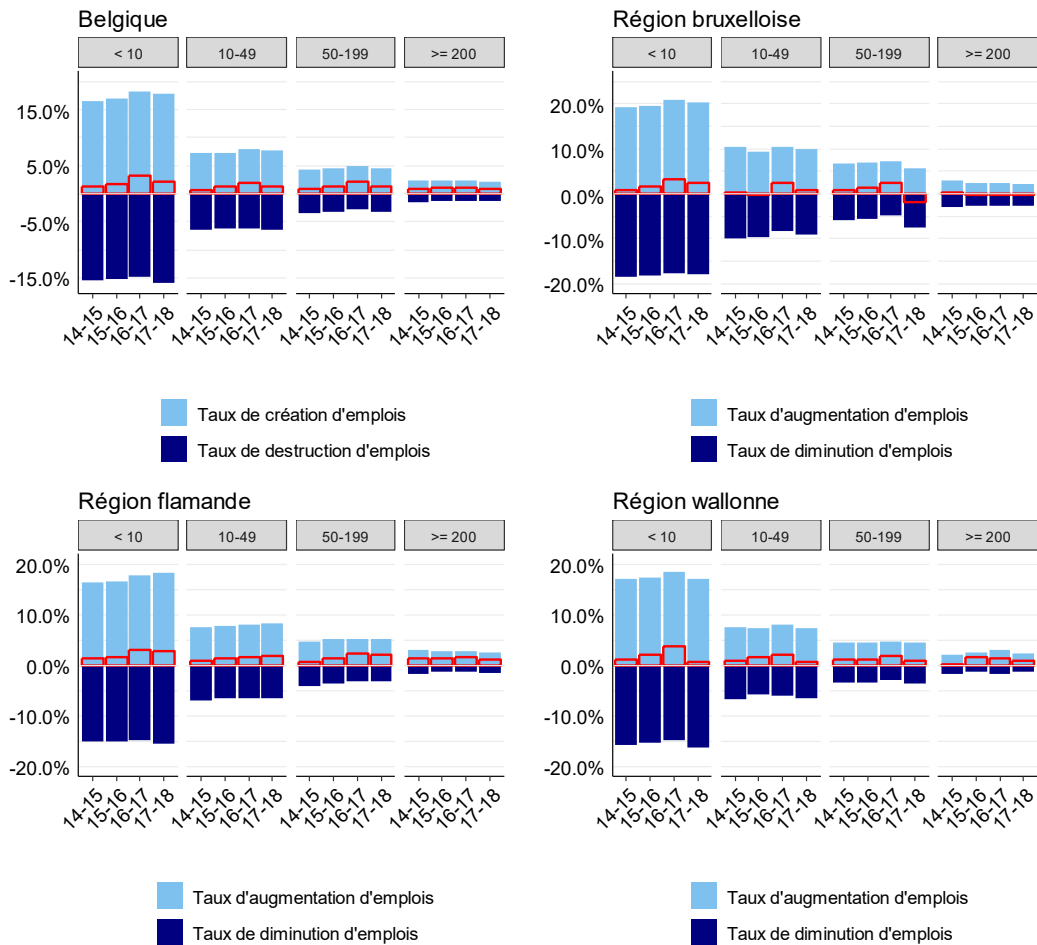 Belgique
< 10 10-49 50-199 >= 200
15.0%
5.0%
-5.0%
-15.0%
14-15 15-16 16-17 17-18 14-15 15-16 16-17 17-18 14-15 15-16 16-17 17-18 14-15 15-16 16-17 17-18
Taux de création d'emplois
Taux de destruction d'emplois
Région bruxelloise
< 10 10-49 50-199 >= 200
20.0%
10.0%
0.0%
-10.0%
-20.0%
14-15 15-16 16-17 17-18 14-15 15-16 16-17 17-18 14-15 15-16 16-17 17-18 14-15 15-16 16-17 17-18
Taux d'augmentation d'emplois
Taux de diminution d'emplois
Région flamande
< 10 10-49 50-199 >= 200
20.0%
10.0%
0.0%
-10.0%
-20.0%
14-15 15-16 16-17 17-18 14-15 15-16 16-17 17-18 14-15 15-16 16-17 17-18 14-15 15-16 16-17 17-18
Taux d'augmentation d'emplois
Taux de diminution d'emplois
Région wallonne
< 10 10-49 50-199 >= 200
20.0%
10.0%
0.0%
-10.0%
-20.0%
14-15 15-16 16-17 17-18 14-15 15-16 16-17 17-18 14-15 15-16 16-17 17-18 14-15 15-16 16-17 17-18
Taux d'augmentation d'emplois
Taux de diminution d'emplois